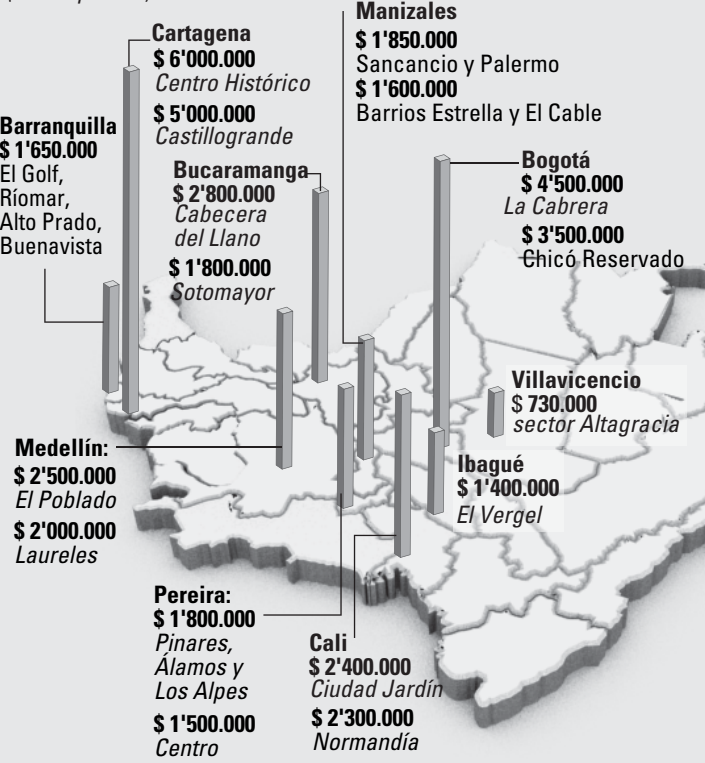 Manizales
$ 1'850.000
Sancancio y Palermo
$ 1'600.000
Barrios Estrella y El Cable
Cartagena
$ 6'000.000
Centro Histórico
$ 5'000.000
Castillogrande
Barranquilla
$ 1'650.000
El Golf,
Ríomar,
Alto Prado,
Buenavista
Bucaramanga
$ 2'800.000
Cabecera
del Llano
$ 1'800.000
Sotomayor
Bogotá
$ 4'500.000
La Cabrera
$ 3'500.000
Chicó Reservado
Villavicencio
$ 730.000
sector Altagracia
Medellín:
$ 2'500.000
El Poblado
$ 2'000.000
Laureles
Ibagué
$ 1'400.000
El Vergel
Pereira:
$ 1'800.000
Pinares,
Álamos y
Los Alpes
$ 1'500.000
Centro
Cali
$ 2'400.000
Ciudad Jardín
$ 2'300.000
Normandía